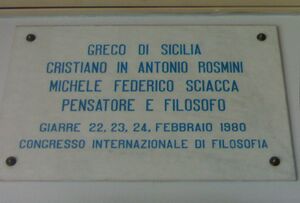 GRECO DI SICILIA
CRISTIANO IN ANTONIO ROSMINI
MICHELE FEDERICO SCIACCA
PENSATORE E FILOSOFO
GIARRE 22, 23, 24, FEBBRAIO 1980
CONGRESSO INTERNAZIONALE DI FILOSOFIA